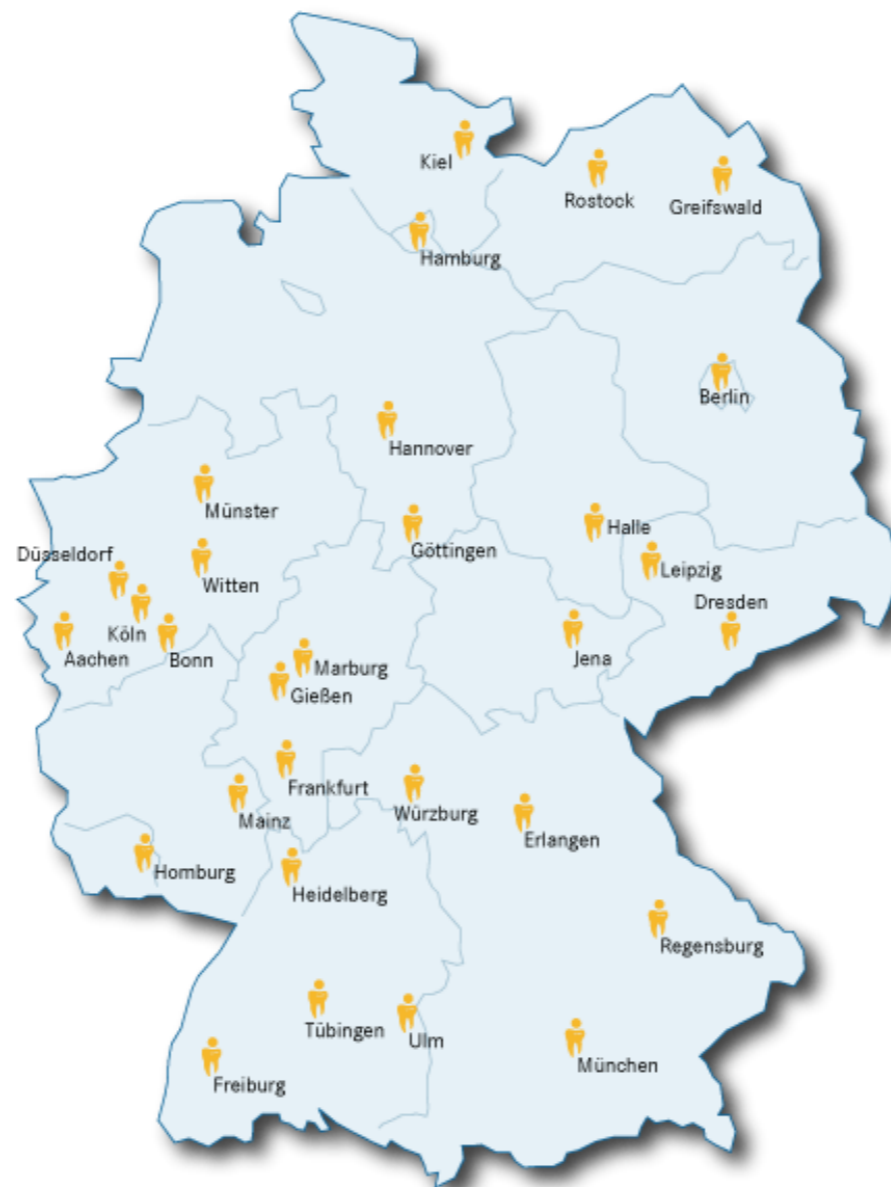 Kiel
Rostock
Greifswald
Hamburg
Berlin
Hannover
Münster
Göttingen
Halle
Düsseldorf
Witten
Leipzig
Dresden
Köln
Aachen
Bonn
Jena
Marburg
Gießen
Frankfurt
Mainz
Würzburg
Erlangen
Homburg
Heidelberg
Regensburg
Tübingen
Ulm
München
Freiburg